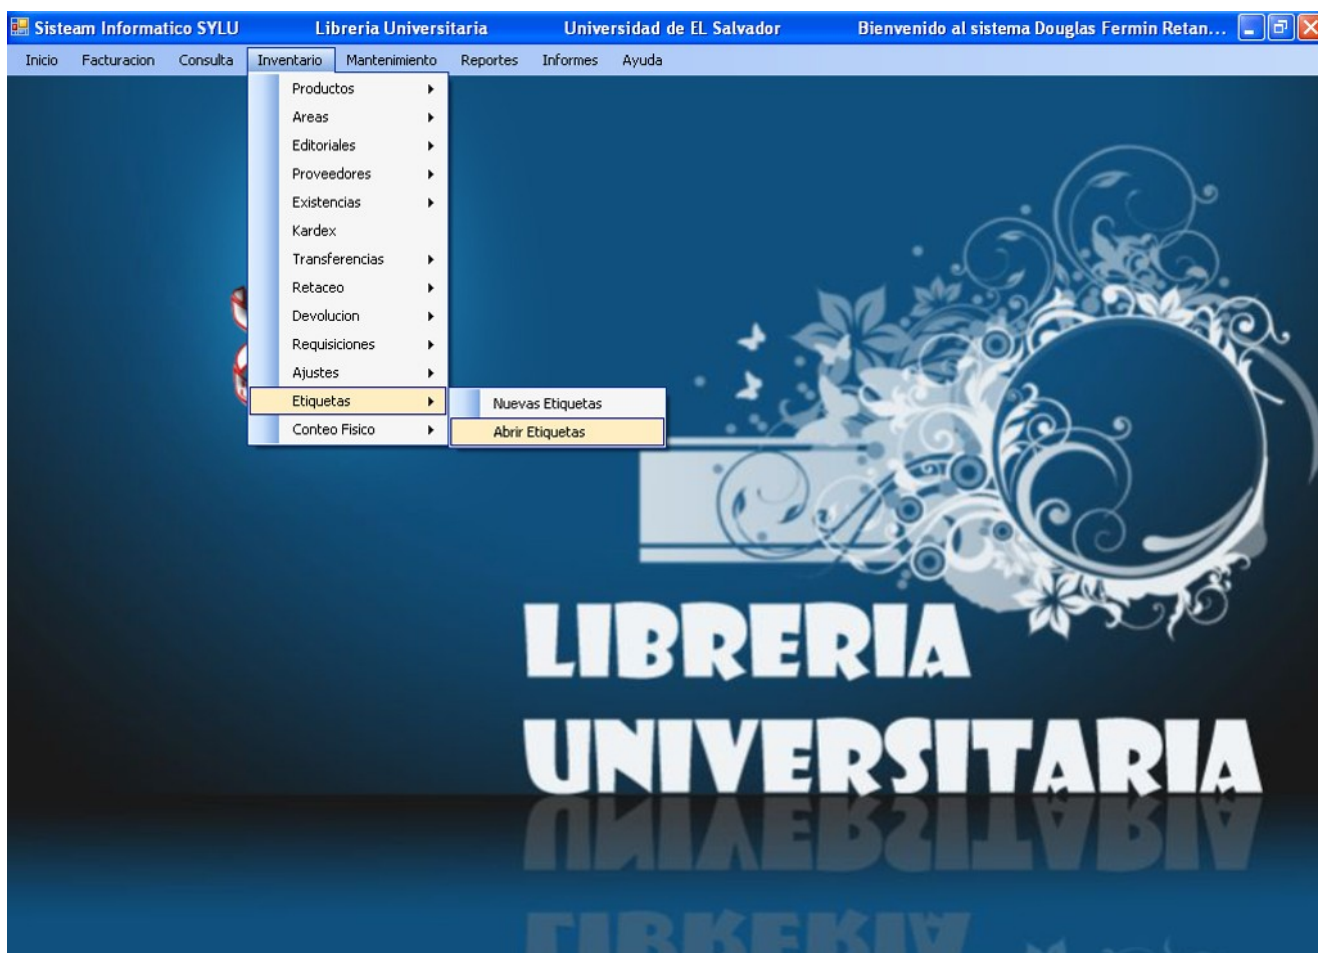 Sisteam Informatico SYLU Libreria Universitaria Universidad de EL Salvador Bienvenido al sistema Douglas Fermin Retan...
Inicio Facturacion Consulta Inventario Mantenimiento Reportes Informes Ayuda
Productos
Areas
Editoriales
Proveedores
Existencias
Kardex
Transferencias
Retaceo
Devolucion
Requisiciones
Ajustes
Etiquetas
Nuevas Etiquetas
Conteo Fisico
Abrir Etiquetas
LIBRERIA
UNIVERSITARIA